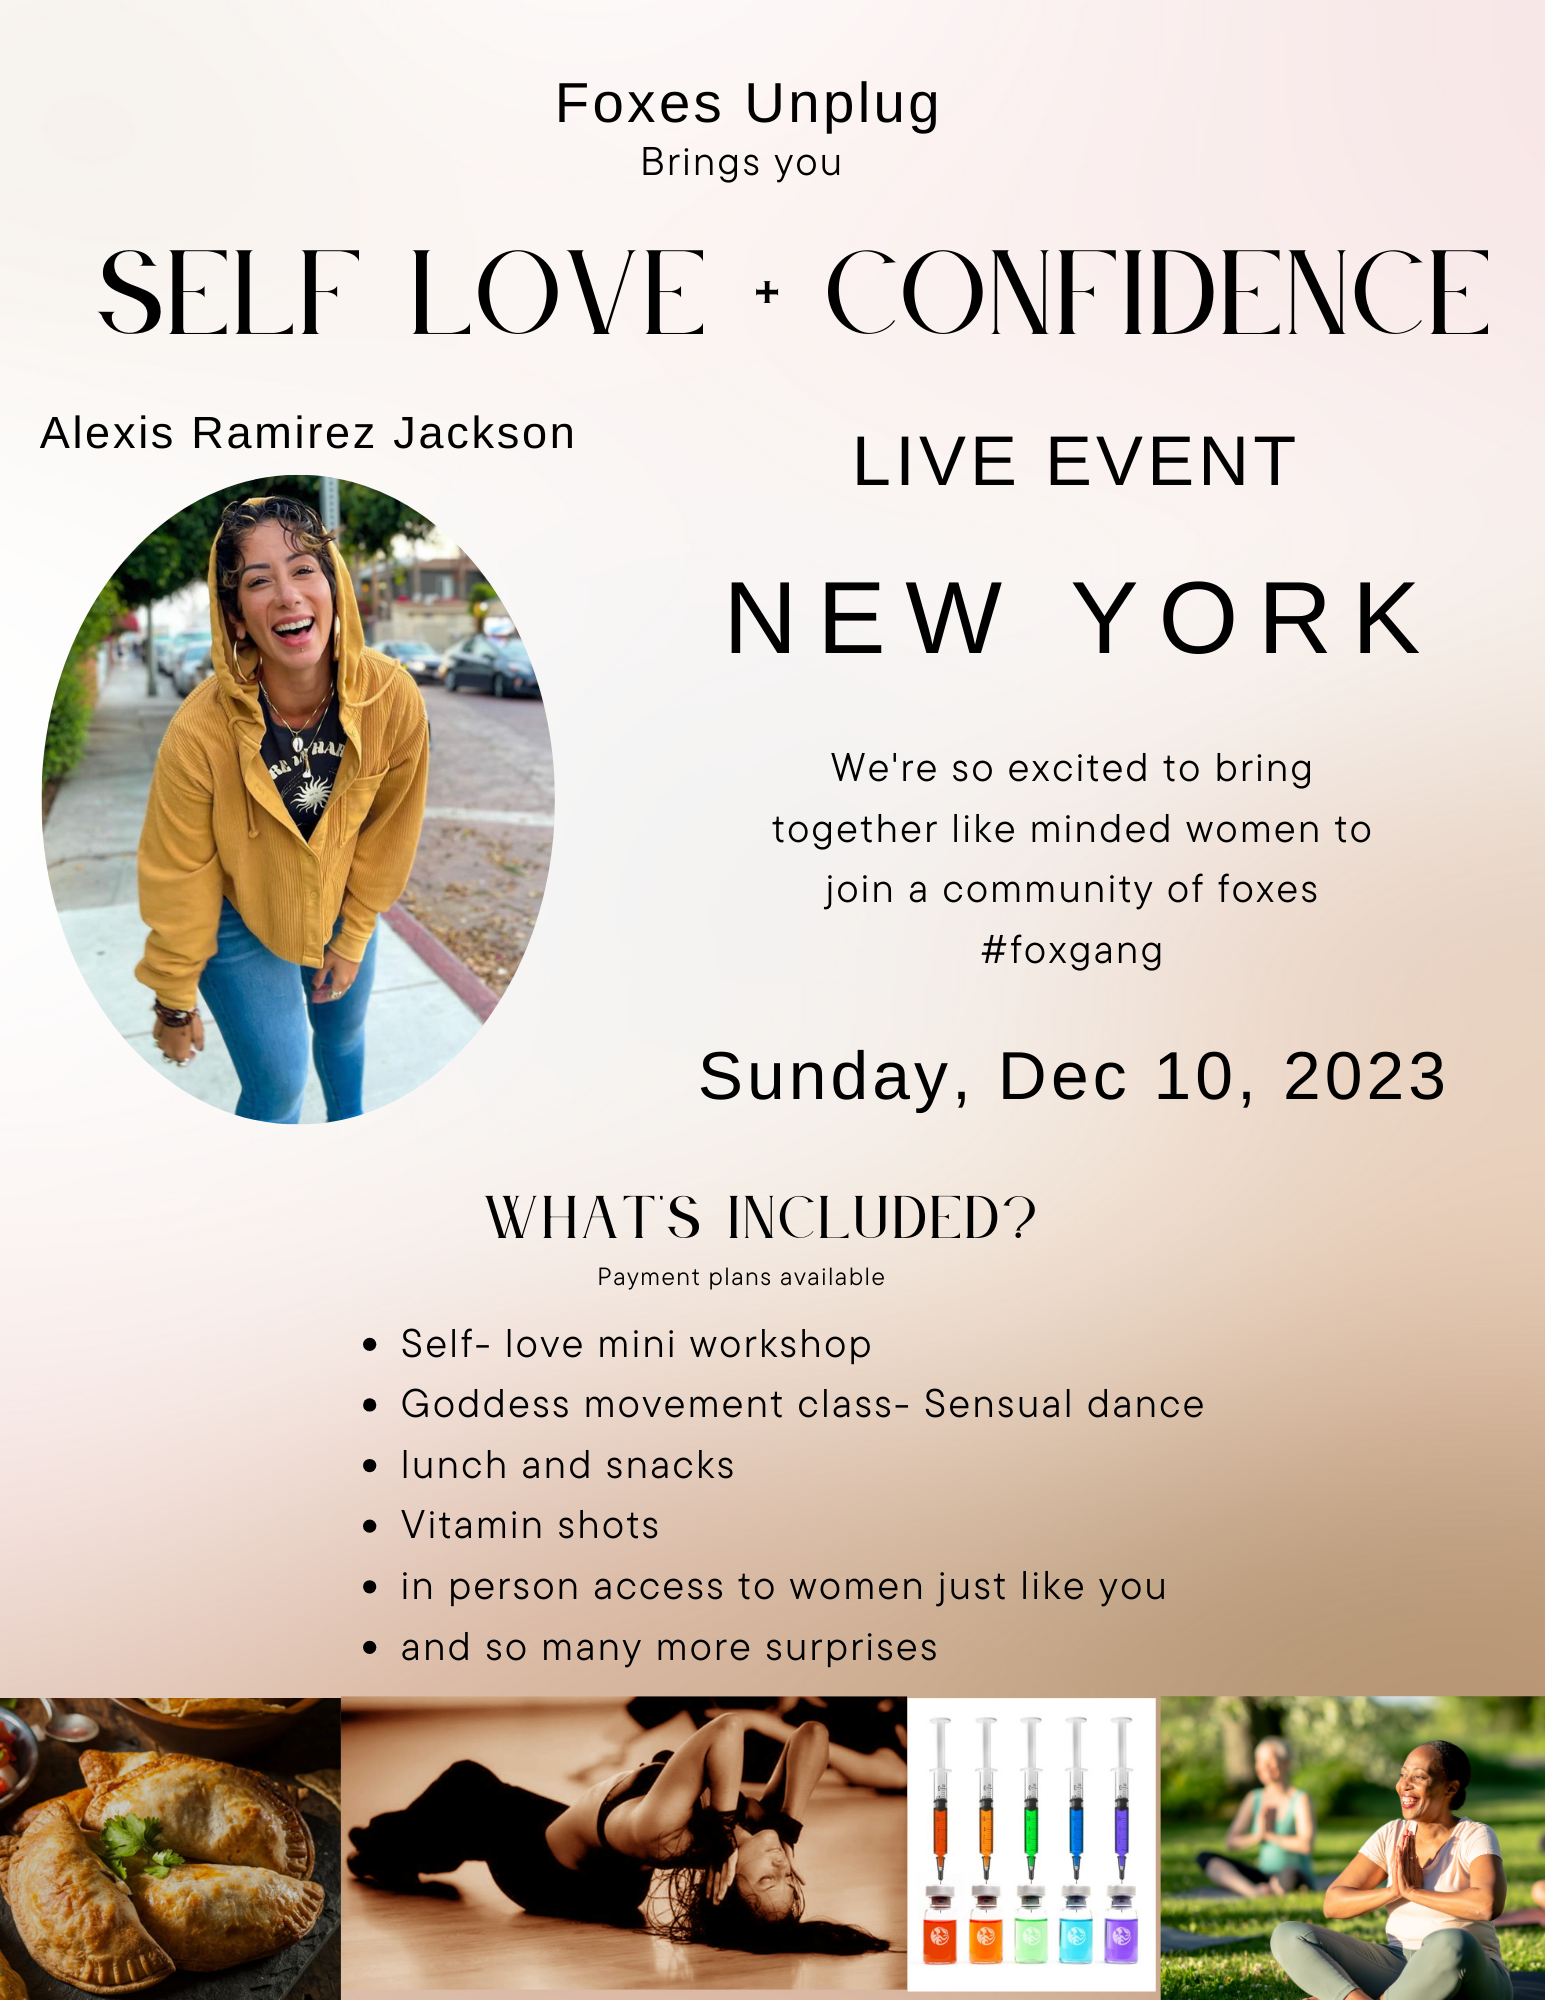 Foxes Unplug
Brings you
SELF LOVE + CONFIDENCE
Alexis Ramirez Jackson
LIVE EVENT
NEW YORK
We're so excited to bring
together like minded women to
join a community of foxes
#foxgang
Sunday, Dec 10, 2023
WHAT'S INCLUDED?
Payment plans available
• Self- love mini workshop
• Goddess movement class- Sensual dance
• lunch and snacks
• Vitamin shots
• in person access to women just like you
• and so many more surprises